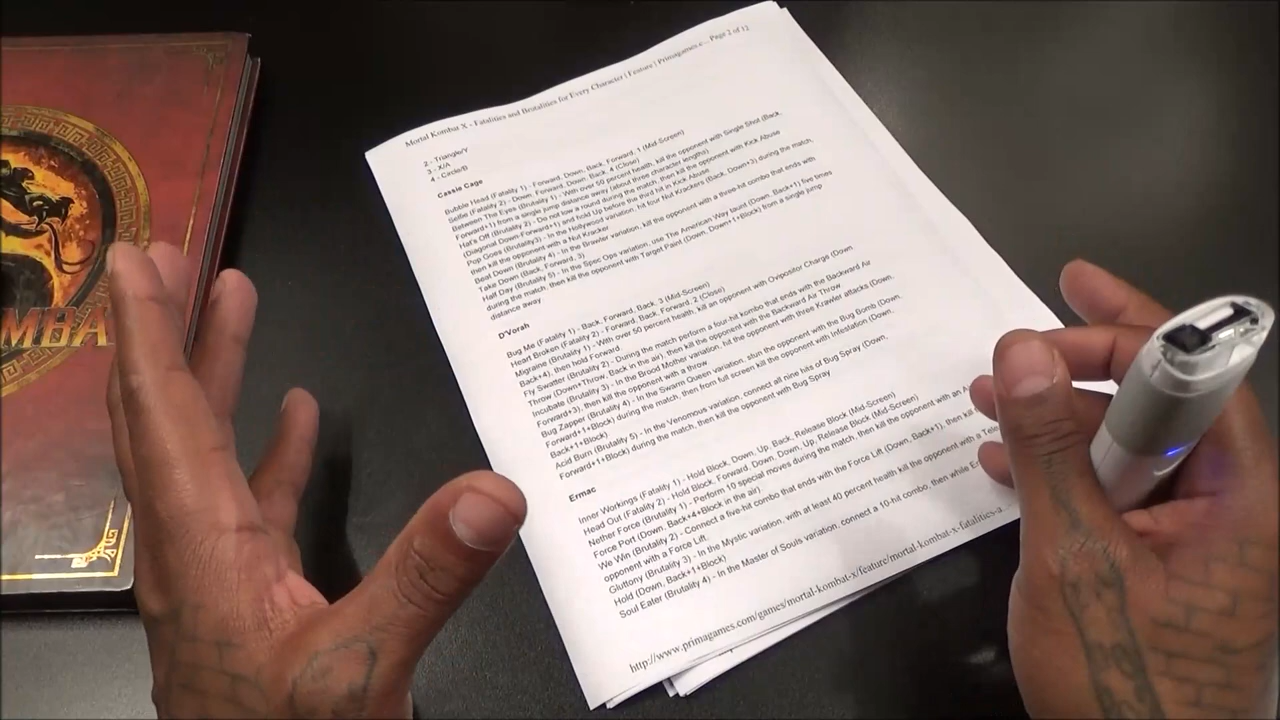 MBA
Mortal Kombat X - Fatalities and Brutalities for Every Character | Feature | Primagames.c... Page 2 of 12
2 - Triangle/Y
3 - X/A
4 - Circle/B
Cassie Cage
Bubble Head (Fatality 1) - Forward, Down, Back, Forward, 1 (Mid-Screen)
Selfie (Fatality 2) - Down, Forward, Down, Back, 4 (Close)
Between The Eyes (Brutality 1) - With over 50 percent health, kill the opponent with Single Shot (Back,
Forward+1) from a single jump distance away (about three character lengths)
Hat's Off (Brutality 2) - Do not low a round during the match, then kill the opponent with Kick Abuse
(Diagonal Down-Forward+1) and hold Up before the third hit in Kick Abuse
Pop Goes (Brutality3) - In the Hollywood variation, hit four Nut Krackers (Back, Down+3) during the match,
then kill the opponent with a Nut Kracker
Beat Down (Brutality 4) - In the Brawler variation, kill the opponent with a three-hit combo that ends with
Take Down (Back, Forward, 3)
Half Day (Brutality 5) - In the Spec Ops variation, use The American Way taunt (Down, Back+1) five times
during the match, then kill the opponent with Target Paint (Down, Down+1+Block) from a single jump
distance away
D'Vorah
Bug Me (Fatality 1) - Back, Forward, Back, 3 (Mid-Screen)
Heart Broken (Fatality 2) - Forward, Back, Forward, 2 (Close)
Migraine (Brutality 1) - With over 50 percent health, kill an opponent with Ovipositor Charge (Down
Back+4), then hold Forward
Fly Swatter (Brutality 2) - During the match perform a four-hit combo that ends with the Backward Air
Throw (Down+Throw, Back in the air), then kill the opponent with the Backward Air Throw
Incubate (Brutality 3) - In the Brood Mother variation, hit the opponent with three Krawler attacks (Down,
Forward+3), then kill the opponent with a throw.
Bug Zapper (Brutality 4) - In the Swarm Queen variation, stun the opponent with the Bug Bomb (Down,
Forward+1+Block) during the match, then from full screen kill the opponent with Infestation (Down,
Back+1+Block)
Acid Burn (Brutality 5) - In the Venomous variation, connect all nine hits of Bug Spray (Down,
Forward+1+Block) during the match, then kill the opponent with Bug Spray
Ermac
Inner Workings (Fatality 1) - Hold Block, Down, Up, Back, Release Block (Mid-Screen)
Head Out (Fatality 2) - Hold Block, Forward, Down, Down, Up, Release Block (Mid-Screen)
Nether Force (Brutality 1) - Perform 10 special moves during the match, then kill the opponent with an
Force Port (Down, Back+4+Block in the air)
We Win (Brutality 2) - Connect a five-hit combo that ends with the Force Lift (Down, Back+1), then kill
opponent with a Force Lift.
Gluttony (Brutality 3) - In the Mystic variation, with at least 40 percent health kill the opponent with a
Hold (Down, Back+1+Block)
Soul Eater (Brutality 4) - In the Master of Souls variation, connect a 10-hit combo, then while
http://www.primagames.com/games/mortal-kombat-x/feature/mortal-kombat-x-fatalities-a...